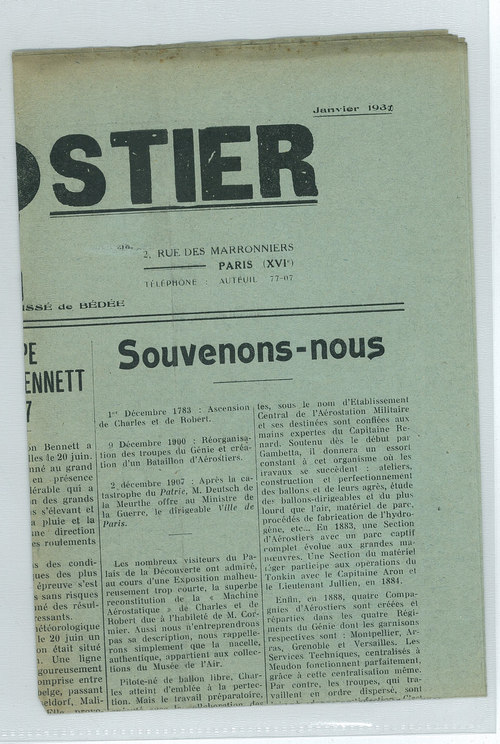 Janvier 193
STIER
2, RUE DES MARRONNIERS
PARIS (XVIe)
TÉLÉPHONE : AUTEUIL 77-07
SSÉ de BÉDÉE
PE
ENNETT
7
on Bennett a
lles le 20 juin.
nné au grand
en présence
dérable qui a
n des grands
s s'élevant et
a pluie et la
ne direction
es roulements
s des condi-
ques des plus
épreuve s'est
s sans risques
né des résul-
ressants.
étéorologique
le 20 juin un
on était situé
n. Une ligne
goureusement
omprise entre
belge, passant
seldorf, Mali-
Souvenons-nous
1er Décembre 1783 : Ascension
de Charles et de Robert.
9 Décembre 1900 : Réorganisa-
tion des troupes du Génie et créa-
tion d'un Bataillon d'Aérostiers.
2 décembre 1907 : Après la ca-
tastrophe du Patrie, M. Deutsch de
la Meurthe offre au Ministre de
la Guerre, le dirigeable Ville de
Paris.
Les nombreux visiteurs du Pa-
lais de la Découverte ont admiré,
au cours d'une Exposition malheu-
reusement trop courte, la superbe
reconstitution de la « Machine
Aérostatique » de Charles et de
Robert due à l'habileté de M. Cor-
mier. Aussi nous n'entreprendrons
pas sa description, nous rappelle-
rons simplement que la nacelle,
authentique, appartient aux collec-
tions du Musée de l'Air.
Pilote-né de ballon libre, Char-
les atteint d'emblée à la perfec-
tion. Mais le travail préparatoire,
tés, sous le nom d'Etablissement
Central de l'Aérostation Militaire
et ses destinées sont confiées aux
mains expertes du Capitaine Re-
nard. Soutenu dès le début par
Gambetta, il donnera un essort
constant à cet organisme où les
travaux se succèdent : ateliers,
construction et perfectionnement
des ballons et de leurs agrès, étude
des ballons-dirigeables et du plus
lourd que l'air, matériel de parc,
procédés de fabrication de l'hydro-
gène, etc... En 1883, une Section
d'Aérostiers avec un parc captif
complet évolue aux grandes ma-
nœuvres. Une Section du matériel
léger participe aux opérations du
Tonkin avec le Capitaine Aron et
le Lieutenant Jullien, en 1884.
Enfin, en 1888, quatre Compa-
gnies d'Aérostiers sont créées et
réparties dans les quatre Régi-
ments du Génie dont les garnisons
respectives sont : Montpellier, Ar-
ras, Grenoble et Versailles. Les
Services Techniques, centralisés à
Meudon fonctionnent parfaitement,
grâce à cette centralisation même.
Par contre, les troupes, qui tra-
vaillent en ordre dispersé, sont